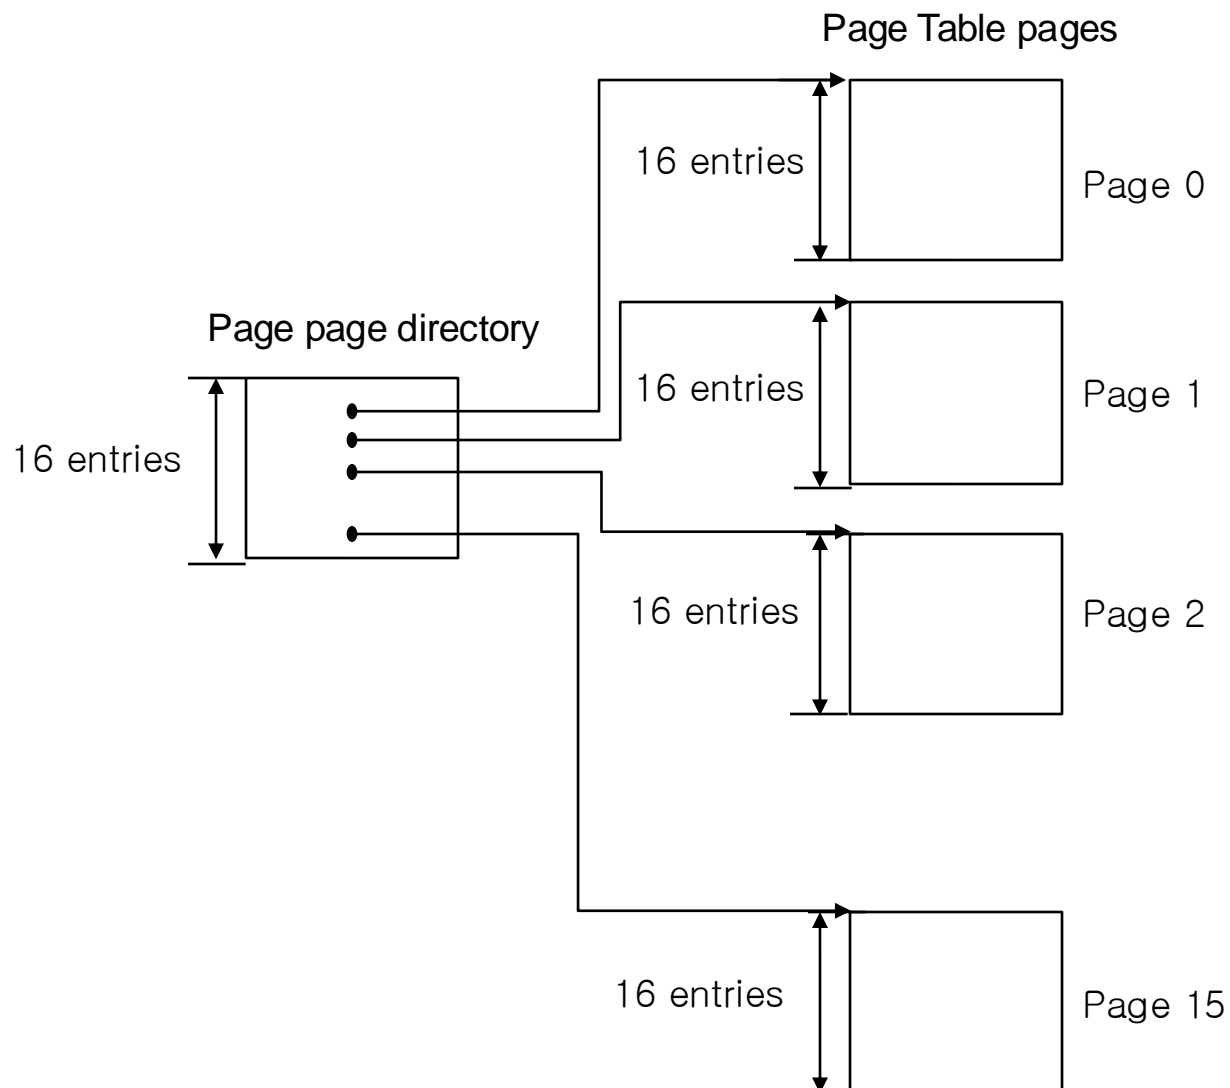 Page Table pages
16 entries
Page 0
Page page directory
16 entries
Page 1
16 entries
16 entries
Page 2
16 entries
Page 15